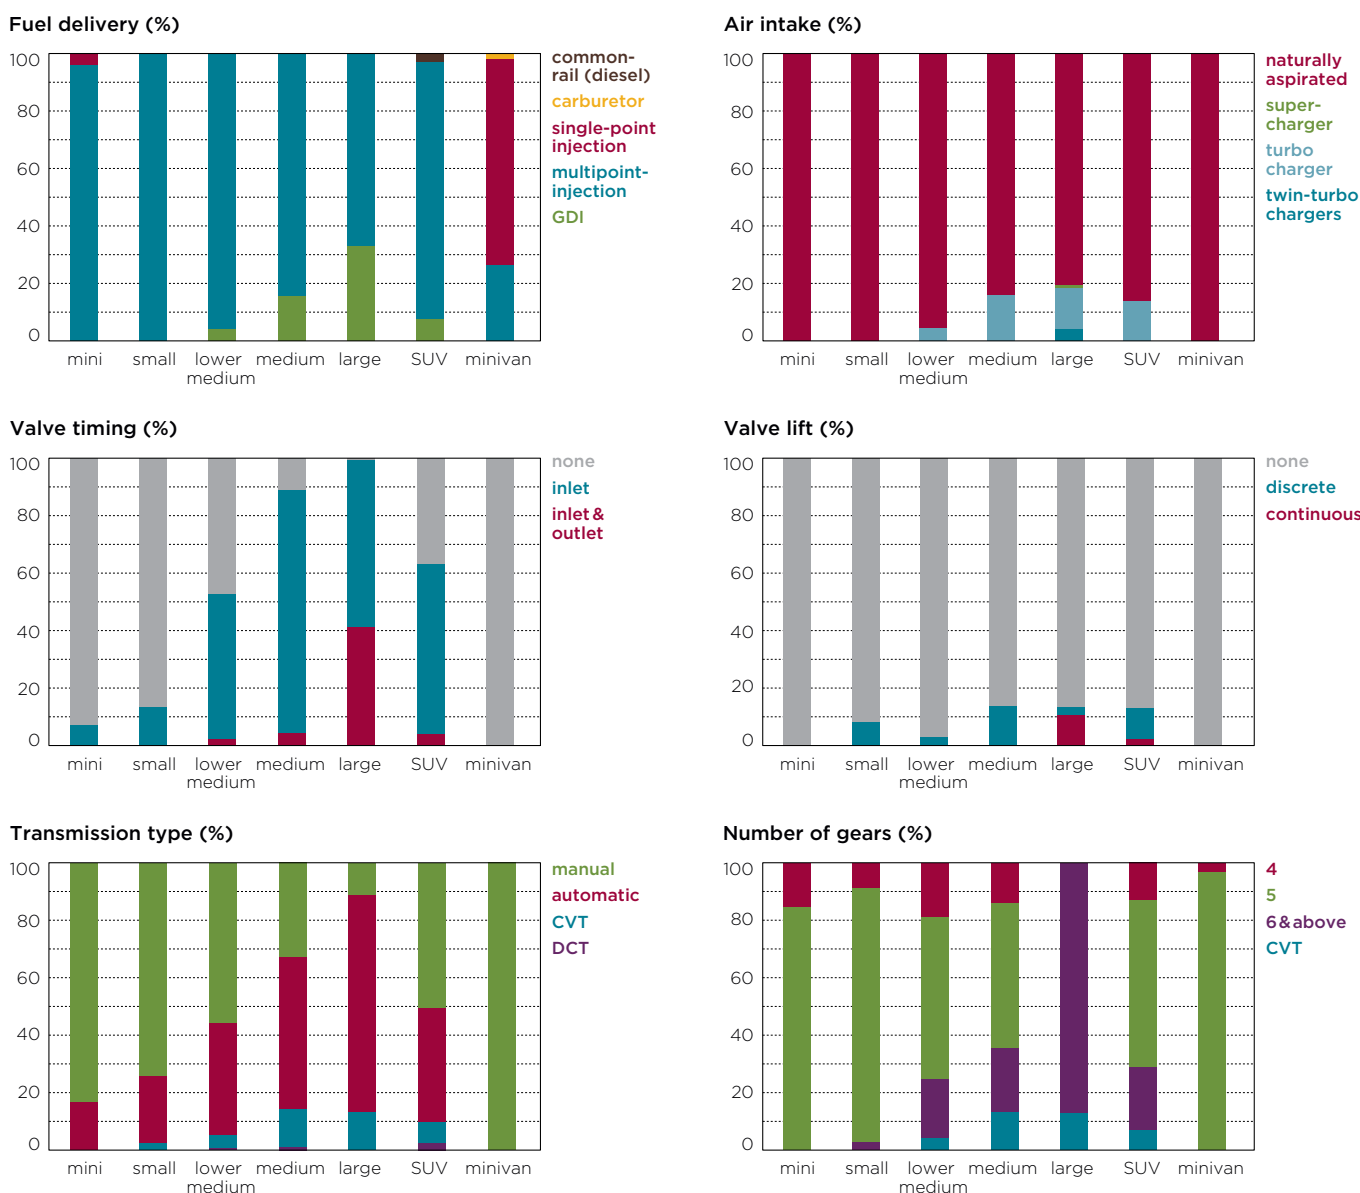 Fuel delivery (%)
100
80
60
40
20
0
mini
small
lower
medium
medium
large
SUV
minivan
common-
rail (diesel)
carburetor
single-point
injection
multipoint-
injection
GDI
Air intake (%)
100
80
60
40
20
0
mini
small
lower
medium
medium
large
SUV
minivan
naturally
aspirated
super-
charger
turbo
charger
twin-turbo
chargers
Valve timing (%)
100
80
60
40
20
0
mini
small
lower
medium
medium
large
SUV
minivan
none
inlet
inlet &
outlet
Valve lift (%)
100
80
60
40
20
0
mini
small
lower
medium
medium
large
SUV
minivan
none
discrete
continuous
Transmission type (%)
100
80
60
40
20
0
mini
small
lower
medium
medium
large
SUV
minivan
manual
automatic
CVT
DCT
Number of gears (%)
100
80
60
40
20
0
mini
small
lower
medium
medium
large
SUV
minivan
4
5
6 & above
CVT